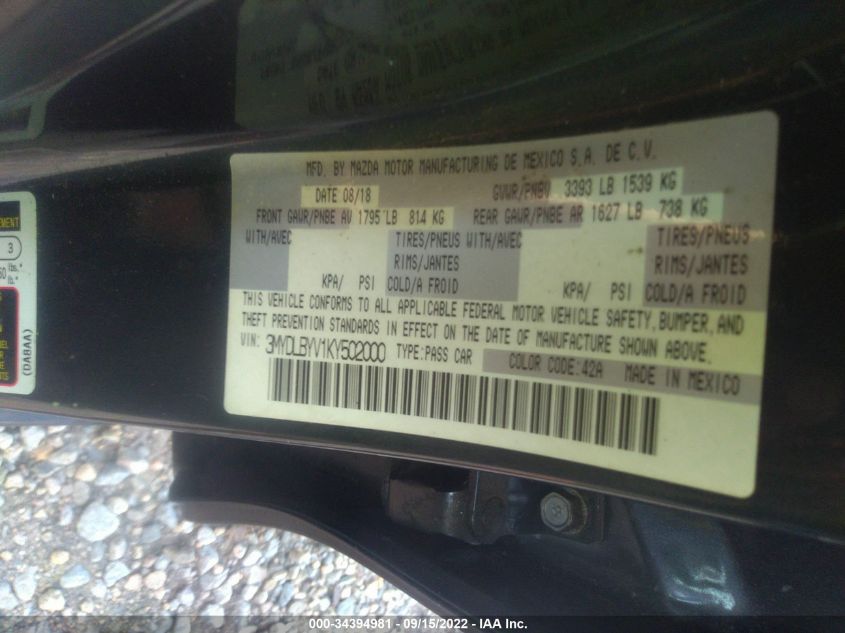 MFD. BY MAZDA MOTOR MANUFACTURING DE MEXICO S.A. DE C.V.
DATE 08/18 GVWR/PNBV 3393 LB 1539 KG
FRONT GAWR/PNBE AV 1795 LB 814 KG REAR GAWR/PNBE AR 1627 LB 738 KG
WITH/AVEC TIRES/PNEUS WITH/AVEC TIRES/PNEUS
RIMS/JANTES RIMS/JANTES
KPA/ PSI COLD/A FROID KPA/ PSI COLD/A FROID
THIS VEHICLE CONFORMS TO ALL APPLICABLE FEDERAL MOTOR VEHICLE SAFETY, BUMPER, AND
THEFT PREVENTION STANDARDS IN EFFECT ON THE DATE OF MANUFACTURE SHOWN ABOVE.
VIN: 3MYDLBYV1KY502000 TYPE:PASS CAR COLOR CODE:42A MADE IN MEXICO
3
lbs.*
lb.*
(DA8AA)
000-34394981 - 09/15/2022 - IAA Inc.